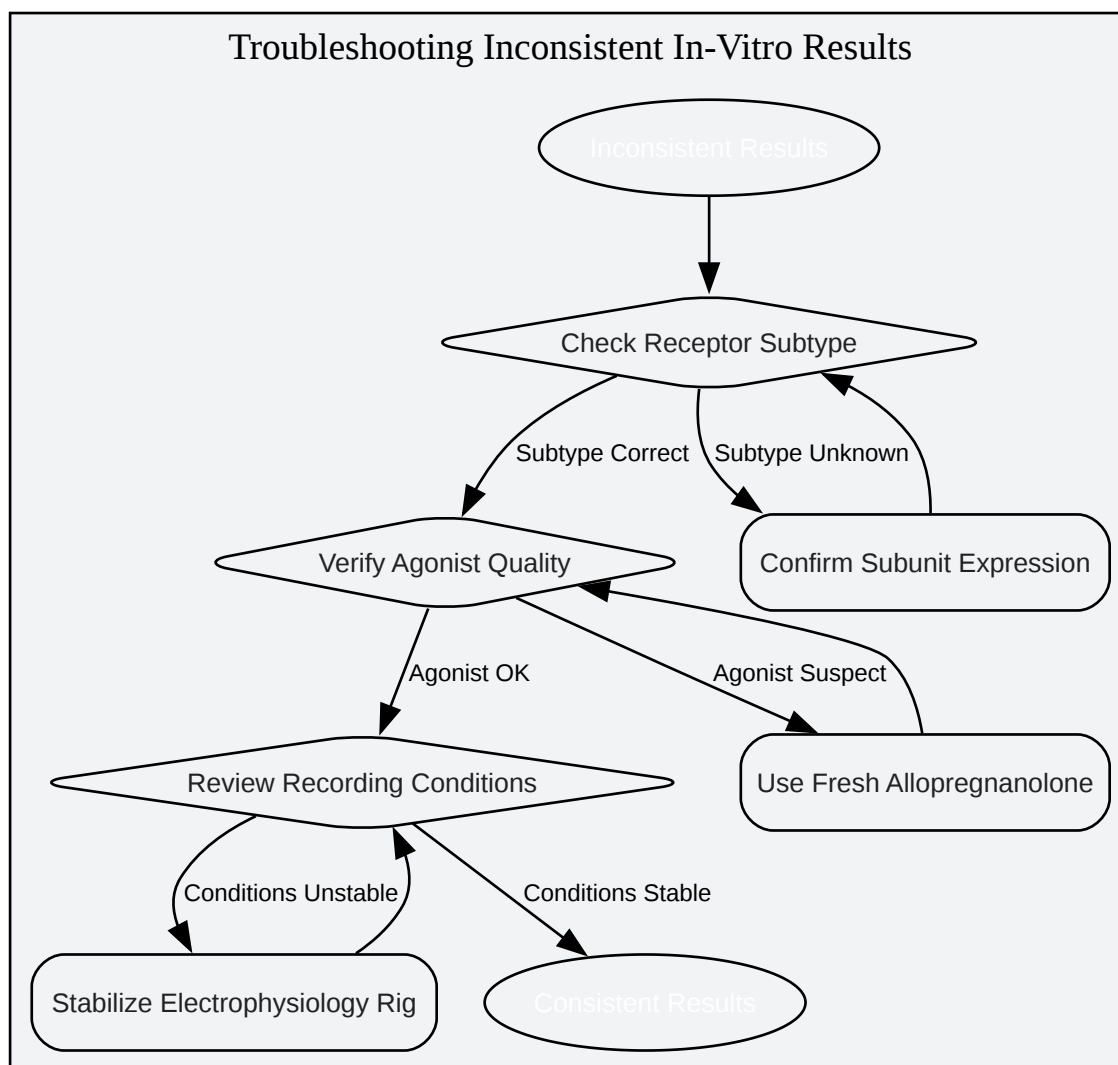 Troubleshooting Inconsistent In-Vitro Results
Inconsistent Results
Check Receptor Subtype
Subtype Correct
Subtype Unknown
Verify Agonist Quality
Confirm Subunit Expression
Agonist OK
Agonist Suspect
Review Recording Conditions
Use Fresh Allopregnanolone
Conditions Unstable
Conditions Stable
Stabilize Electrophysiology Rig
Consistent Results